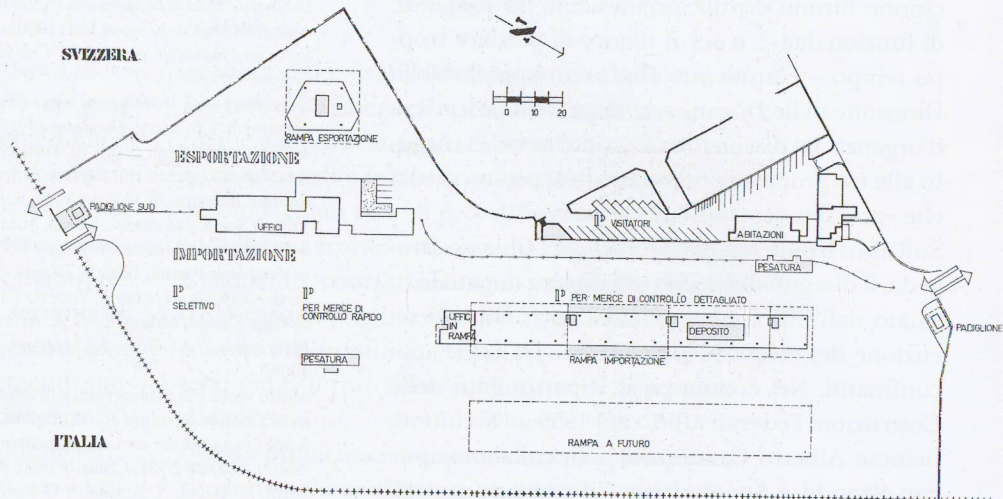 SVIZZERA
0 10 20
RAMPA ESPORTAZIONE
ESPORTAZIONE
PADIGLIONE SUD
UFFICI
P
VISITATORI
ABITAZIONI
IMPORTAZIONE
PESATURA
P
SELETTIVO
P
PER MERCE DI
CONTROLLO RAPIDO
P PER MERCE DI CONTROLLO DETTAGLIATO
UFFICI
IN
RAMPA
DEPOSITO
PADIGLIONE
PESATURA
RAMPA IMPORTAZIONE
ITALIA
RAMPA A FUTURO